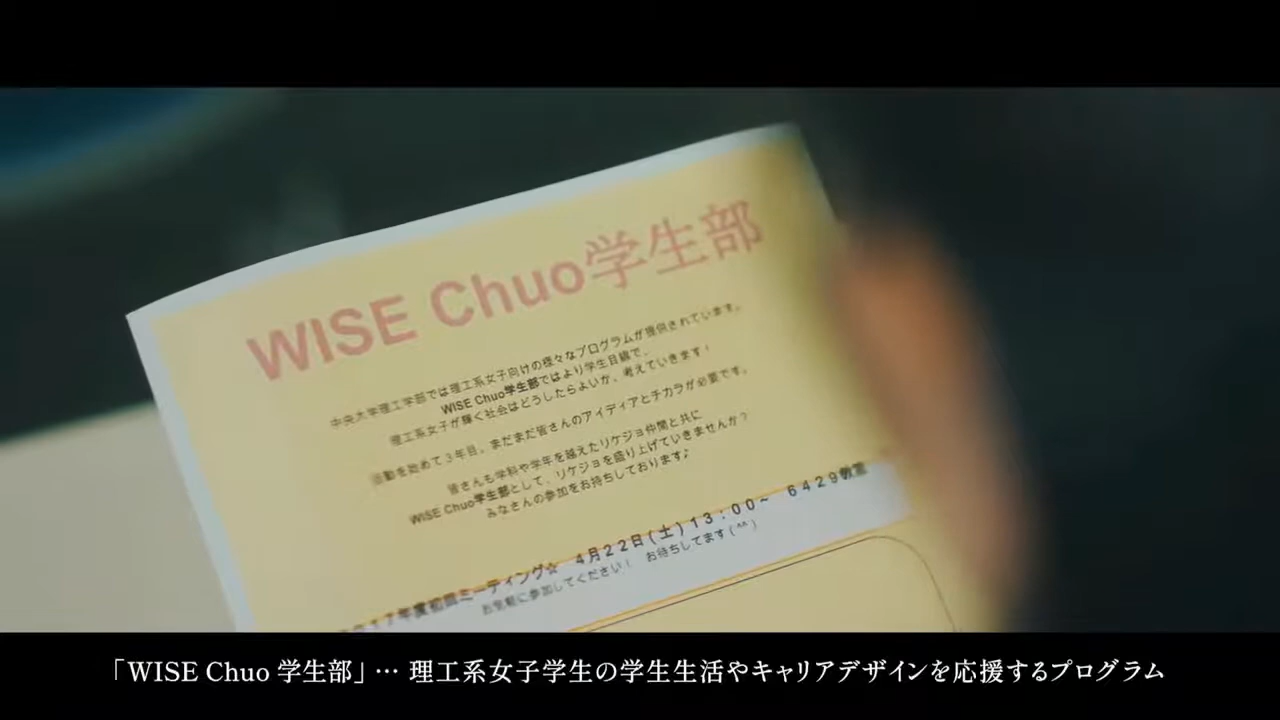 WISE Chuo学生部
中央大学理工学部では理工系女子向けの様々なプログラムが提供されています。
WISE Chuo学生部ではより学生目線で、
理工系女子が輝く社会はどうしたらよいか、考えていきます！
活動を始めて3年目。まだまだ皆さんのアイディアとチカラが必要です。
皆さんも学科や学年を越えたリケジョ仲間と共に
WISE Chuo学生部として、リケジョを盛り上げていきませんか？
みなさんの参加をお待ちしております♪
17年度初回ミーティング☆ 4月22日(土)13:00~ 6429教室
お気軽に参加してください！ お待ちしてます(^^)
「WISE Chuo 学生部」… 理工系女子学生の学生生活やキャリアデザインを応援するプログラム